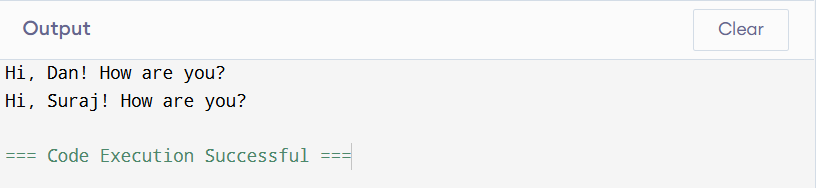 Output
Clear
Hi, Dan! How are you?
Hi, Suraj! How are you?
=== Code Execution Successful ===